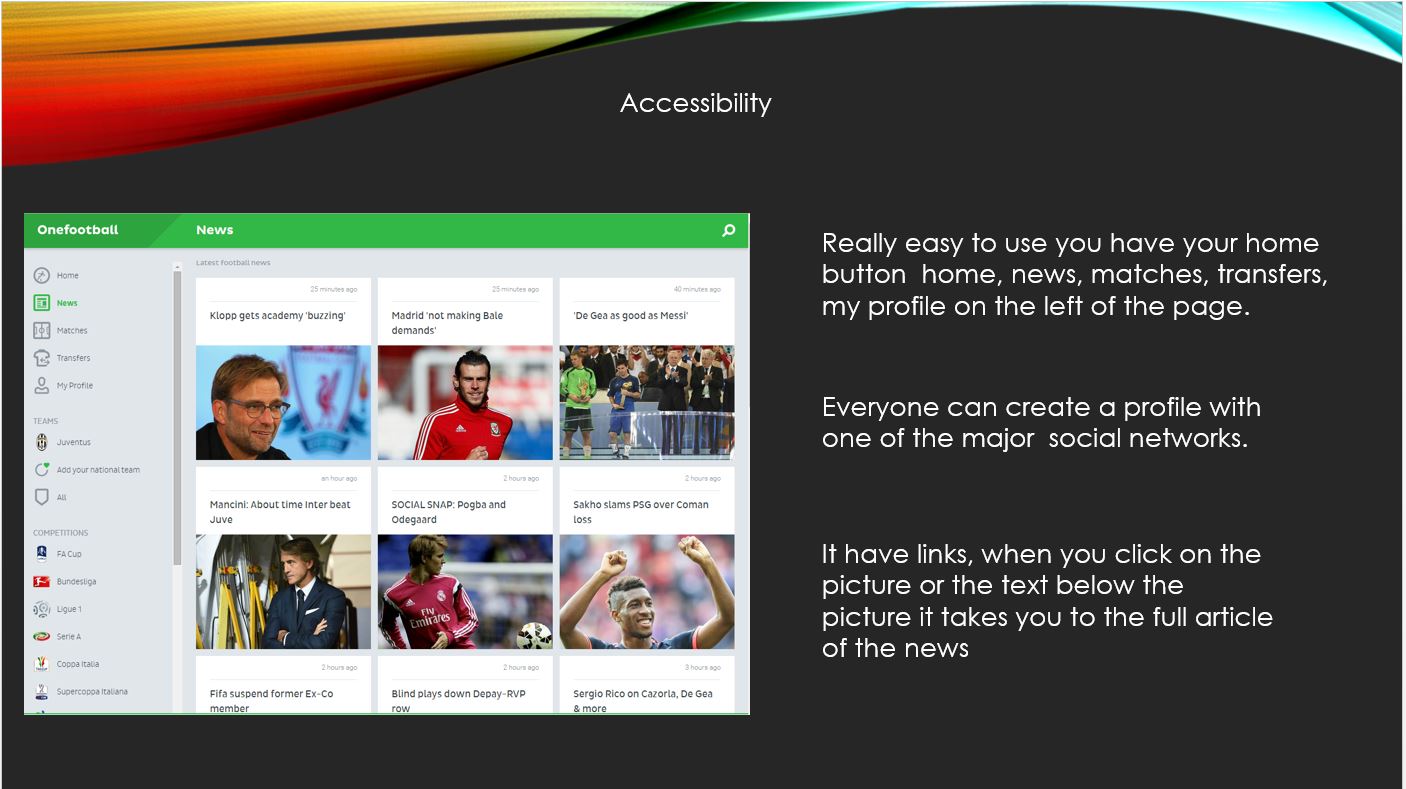 Accessibility
Onefootball
News
Latest football news
Home
News
Matches
Transfers
My Profile
TEAMS
Juventus
Add your national team
All
COMPETITIONS
FA Cup
Bundesliga
Ligue 1
Serie A
Coppa Italia
Supercoppa Italiana
25 minutes ago
Klopp gets academy 'buzzing'
25 minutes ago
Madrid 'not making Bale
demands'
40 minutes ago
'De Gea as good as Messi'
an hour ago
Mancini: About time Inter beat
Juve
2 hours ago
SOCIAL SNAP: Pogba and
Odegaard
2 hours ago
Sakho slams PSG over Coman
loss
Fly
Emirates
2 hours ago
Fifa suspend former Ex-Co
member
2 hours ago
Blind plays down Depay-RVP
row
3 hours ago
Sergio Rico on Cazorla, De Gea
& more
Really easy to use you have your home
button  home, news, matches, transfers,
my profile on the left of the page.
Everyone can create a profile with
one of the major  social networks.
It have links, when you click on the
picture or the text below the
picture it takes you to the full article
of the news